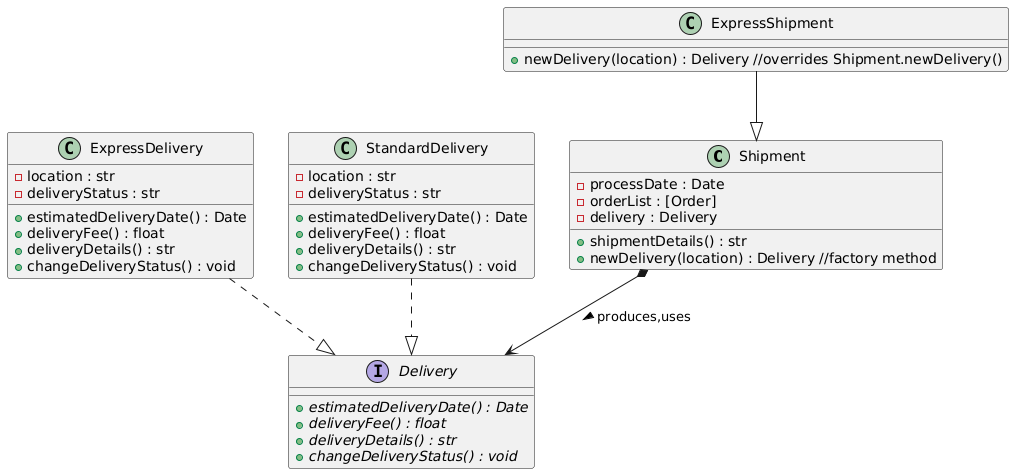 C ExpressShipment
newDelivery(location) : Delivery //overrides Shipment.newDelivery()
C ExpressDelivery
location : str
deliveryStatus : str
estimatedDeliveryDate() : Date
deliveryFee() : float
deliveryDetails() : str
changeDeliveryStatus() : void
C StandardDelivery
location : str
deliveryStatus : str
estimatedDeliveryDate() : Date
deliveryFee() : float
deliveryDetails() : str
changeDeliveryStatus() : void
C Shipment
processDate : Date
orderList : [Order]
delivery : Delivery
shipmentDetails() : str
newDelivery(location) : Delivery //factory method
produces,uses
I Delivery
estimatedDeliveryDate() : Date
deliveryFee() : float
deliveryDetails() : str
changeDeliveryStatus() : void